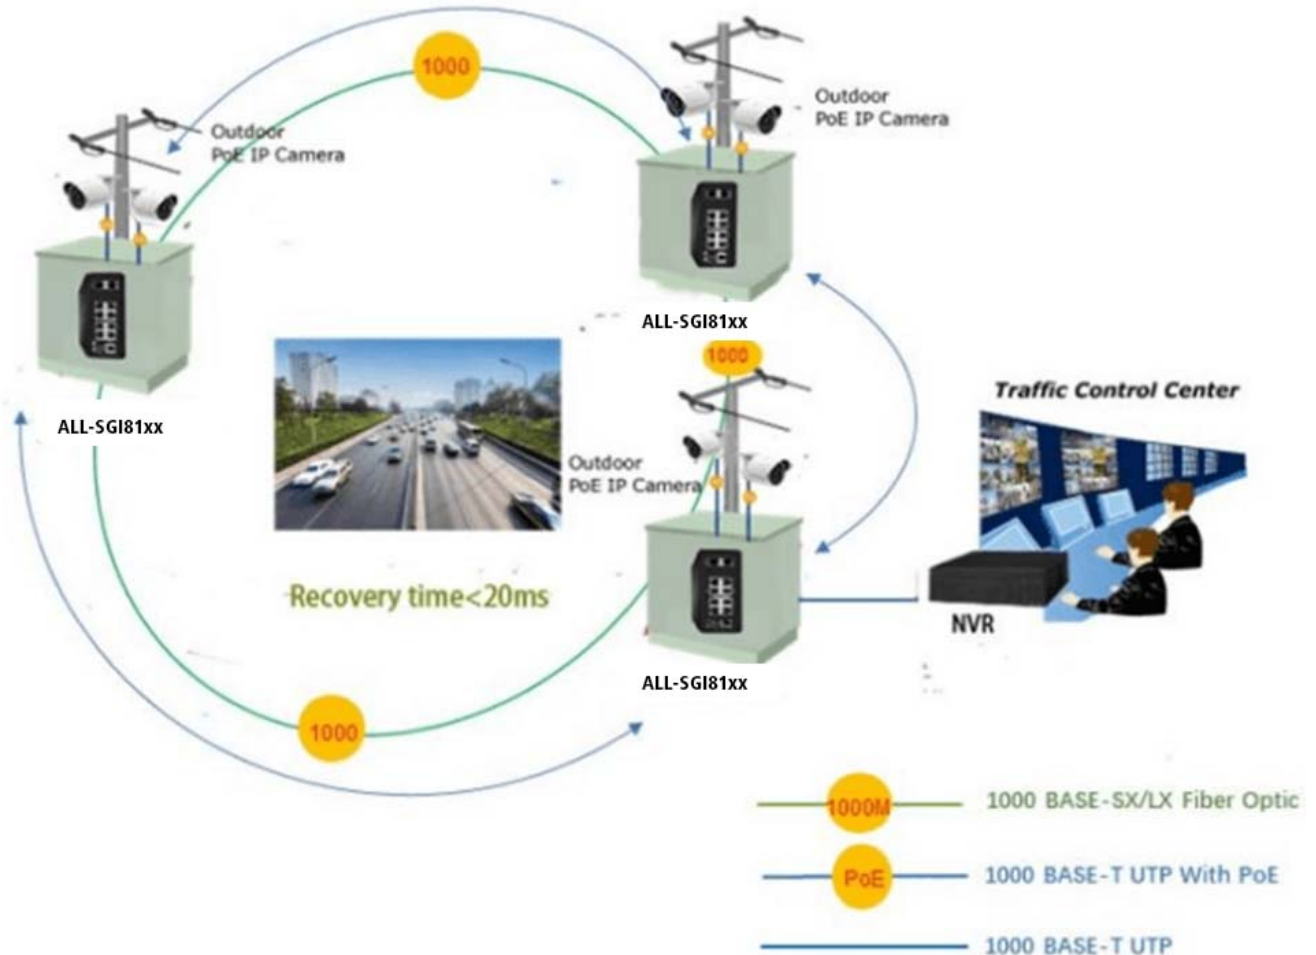 1000
Outdoor
PoE IP Camera
Outdoor
PoE IP Camera
ALL-SGI81xx
1000
Traffic Control Center
ALL-SGI81xx
Outdoor
PoE IP Camera
Recovery time<20ms
NVR
ALL-SGI81xx
1000
1000M
1000 BASE-SX/LX Fiber Optic
PoE
1000 BASE-T UTP With PoE
1000 BASE-T UTP